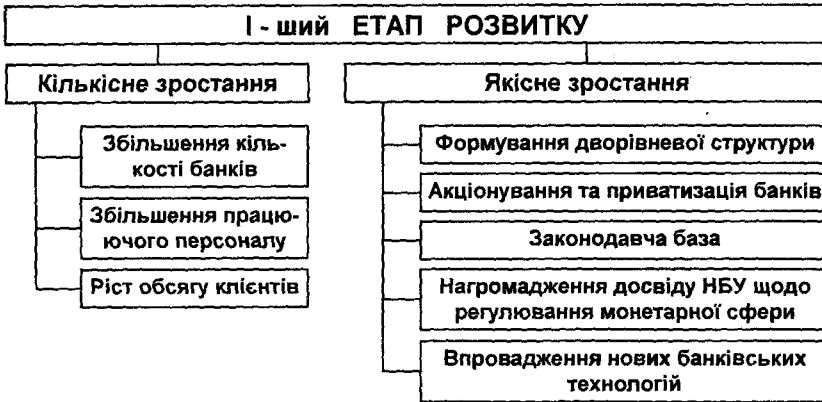 І - ший ЕТАП РОЗВИТКУ
Кількісне зростання
Збільшення кіль-
кості банків
Збільшення працю-
ючого персоналу
Ріст обсягу клієнтів
Якісне зростання
Формування дворівневої структури
Акціонування та приватизація банків
Законодавча база
Нагромадження досвіду НБУ щодо
регулювання монетарної сфери
Впровадження нових банківських
технологій